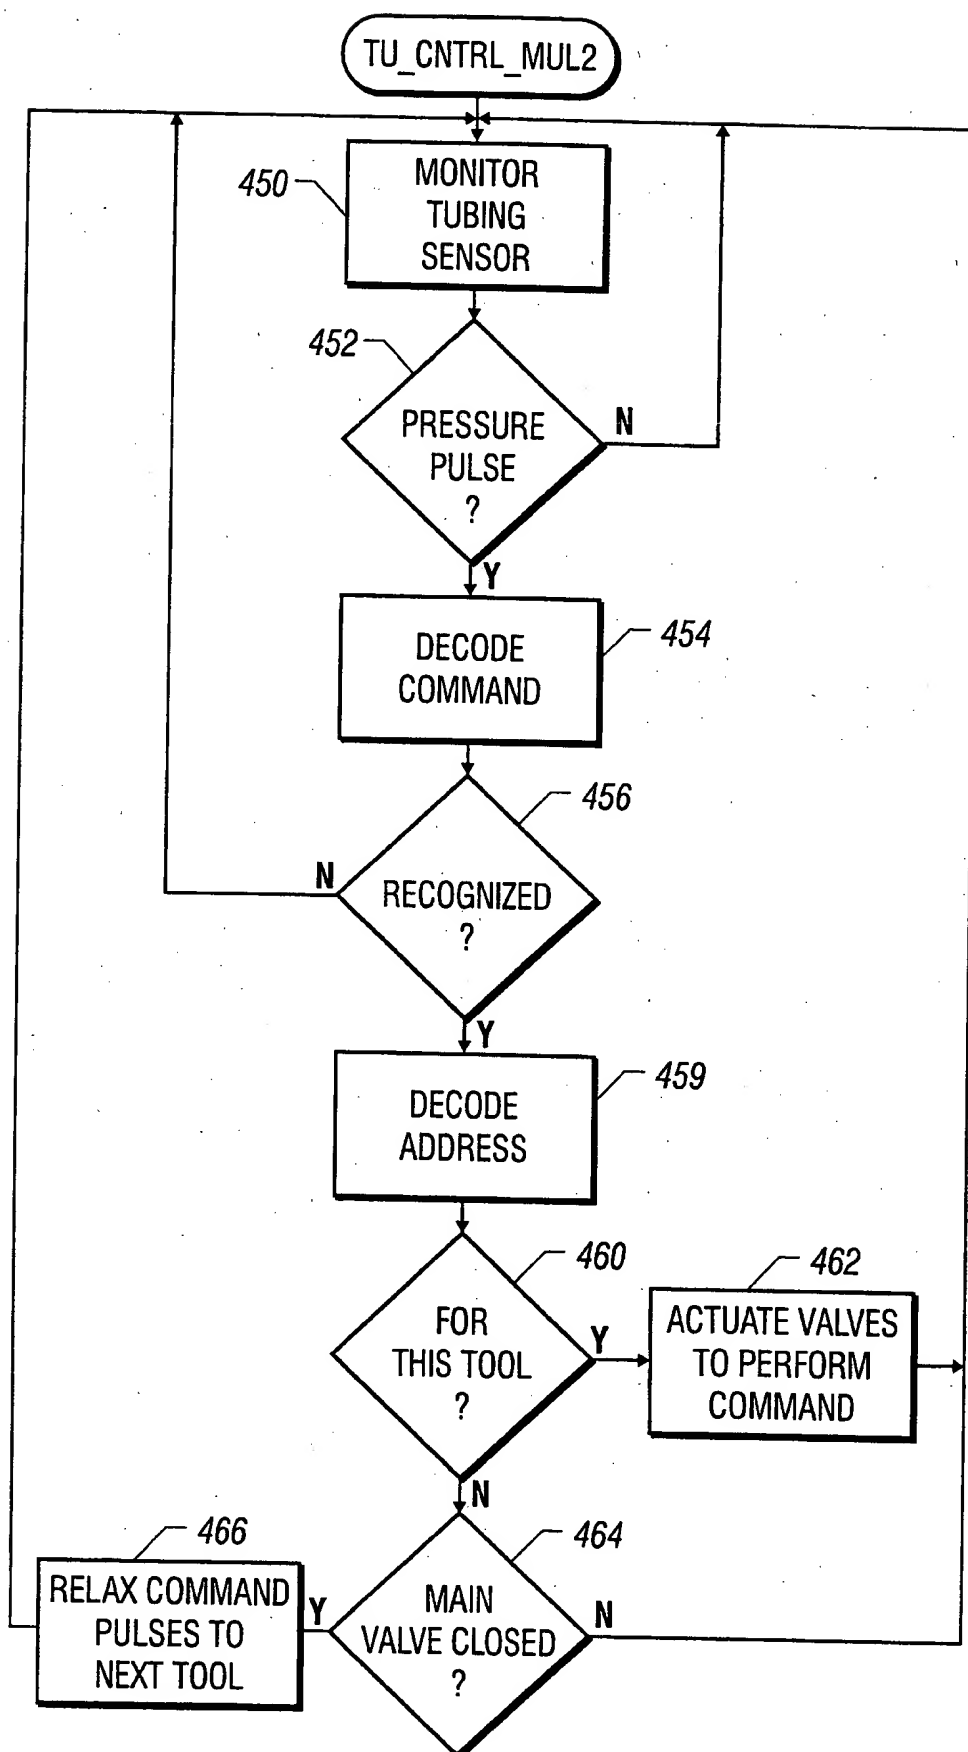 TU_CNTRL_MUL2
450
MONITOR
TUBING
SENSOR
452
PRESSURE
PULSE
?
N
Y
454
DECODE
COMMAND
456
N
RECOGNIZED
?
Y
459
DECODE
ADDRESS
460
FOR
THIS TOOL
?
Y
462
ACTUATE VALVES
TO PERFORM
COMMAND
N
464
MAIN
VALVE CLOSED
?
N
Y
466
RELAX COMMAND
PULSES TO
NEXT TOOL